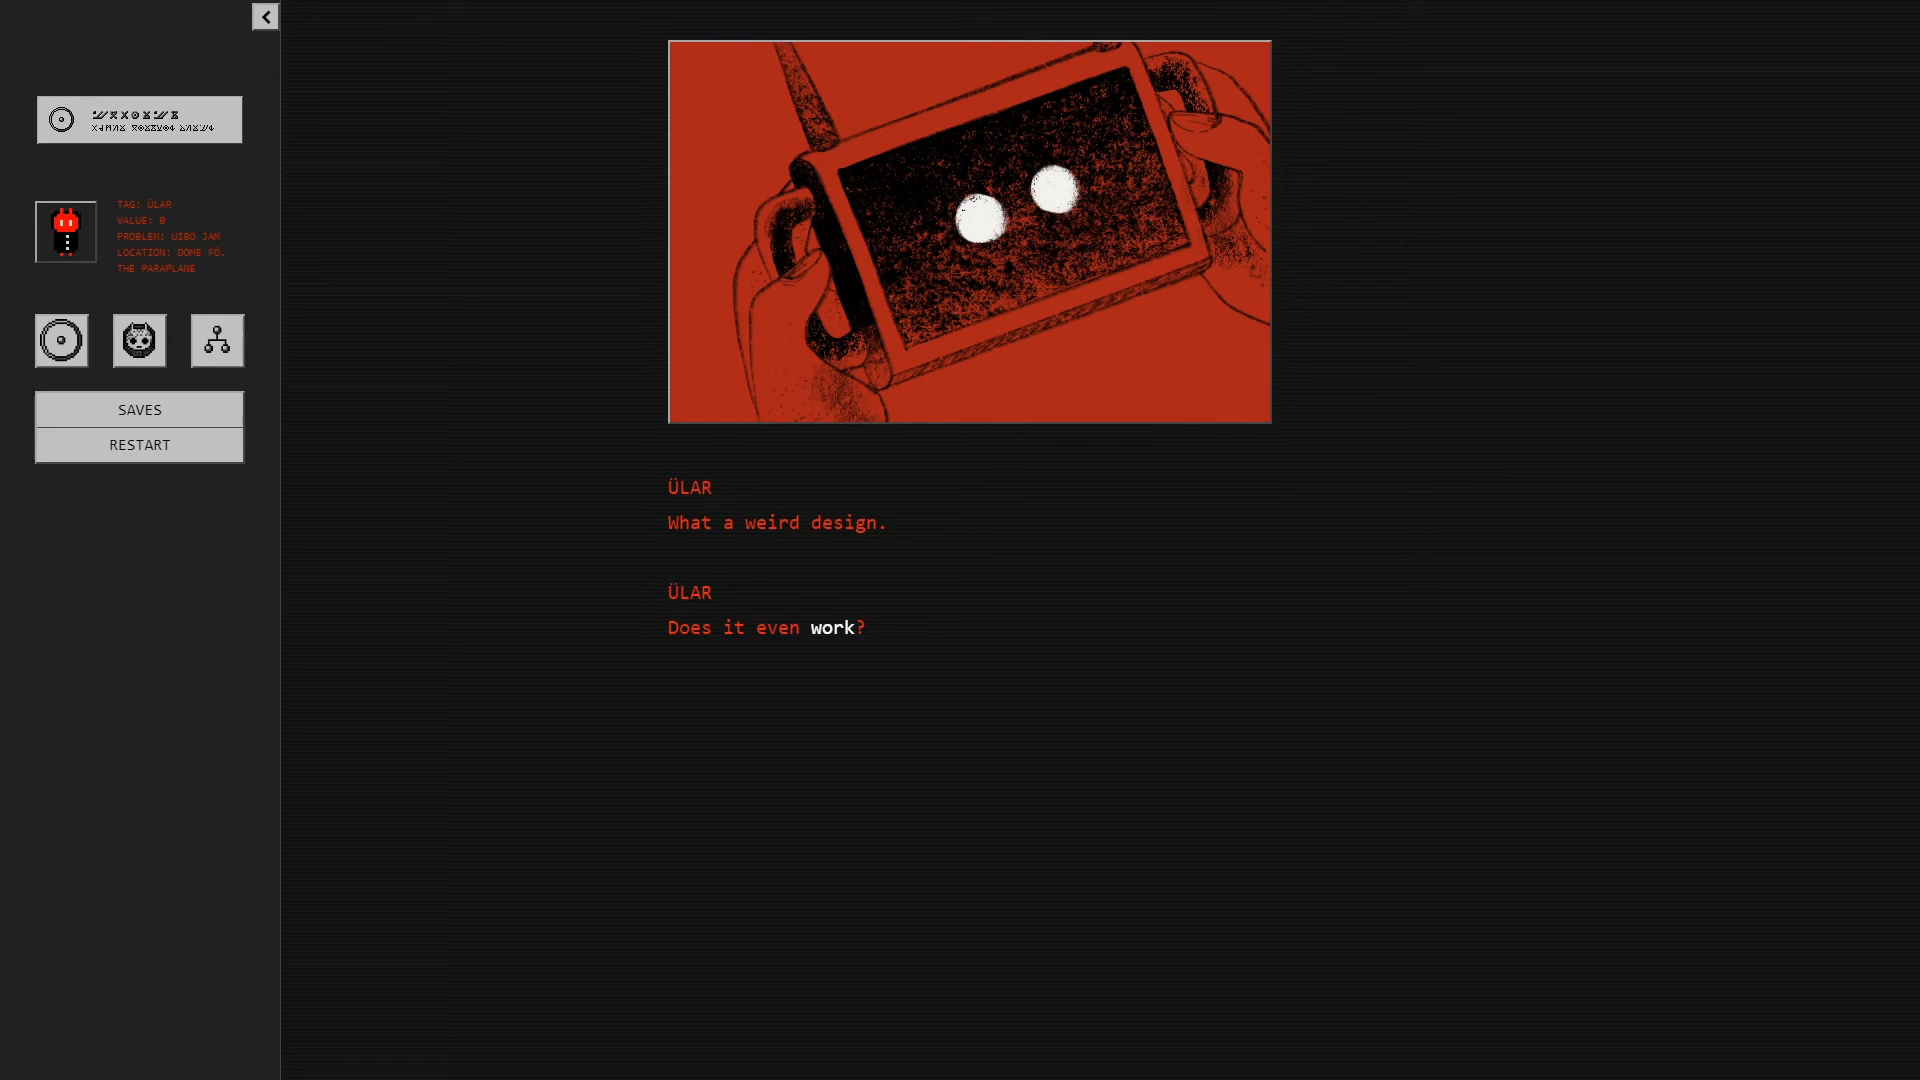 TAG: ÜLAR
VALUE: 0
PROBLEM: UIBO JAM
LOCATION: DOME FÕ.
THE PARAPLANE
SAVES
RESTART
ÜLAR
What a weird design.
ÜLAR
Does it even work?